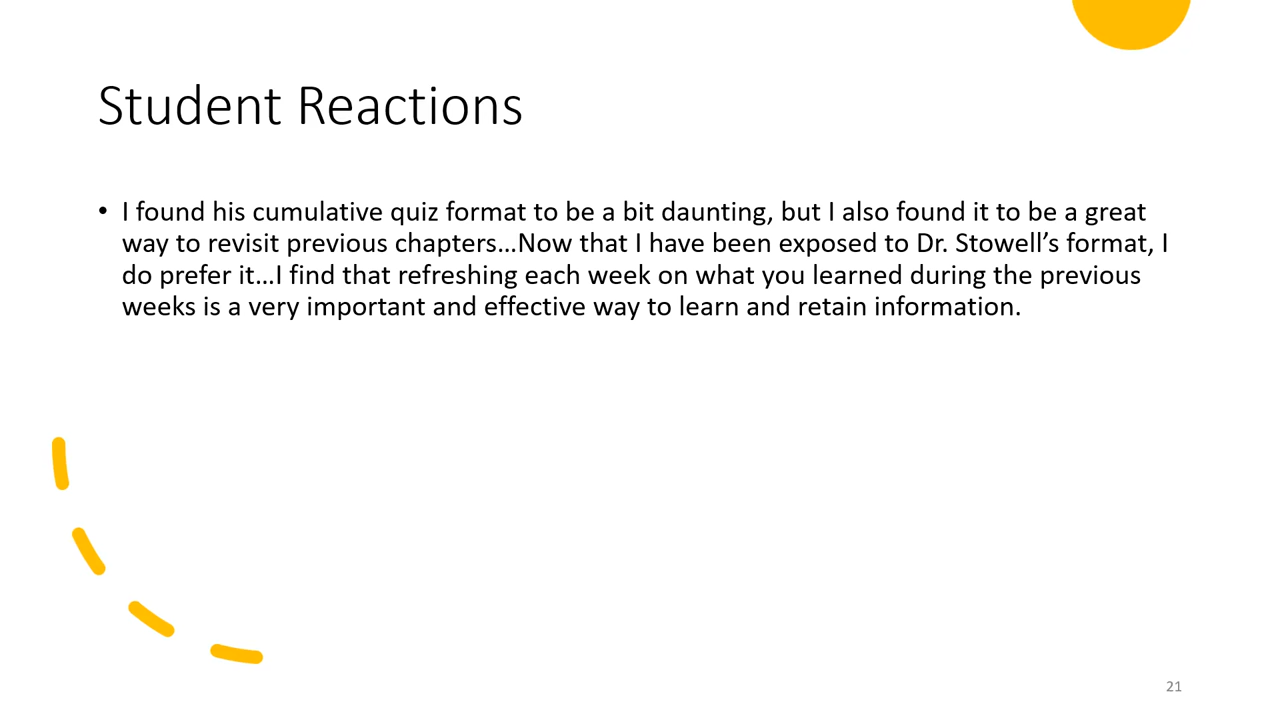 Student Reactions
• I found his cumulative quiz format to be a bit daunting, but I also found it to be a great
way to revisit previous chapters…Now that I have been exposed to Dr. Stowell’s format, I
do prefer it…I find that refreshing each week on what you learned during the previous
weeks is a very important and effective way to learn and retain information.
21